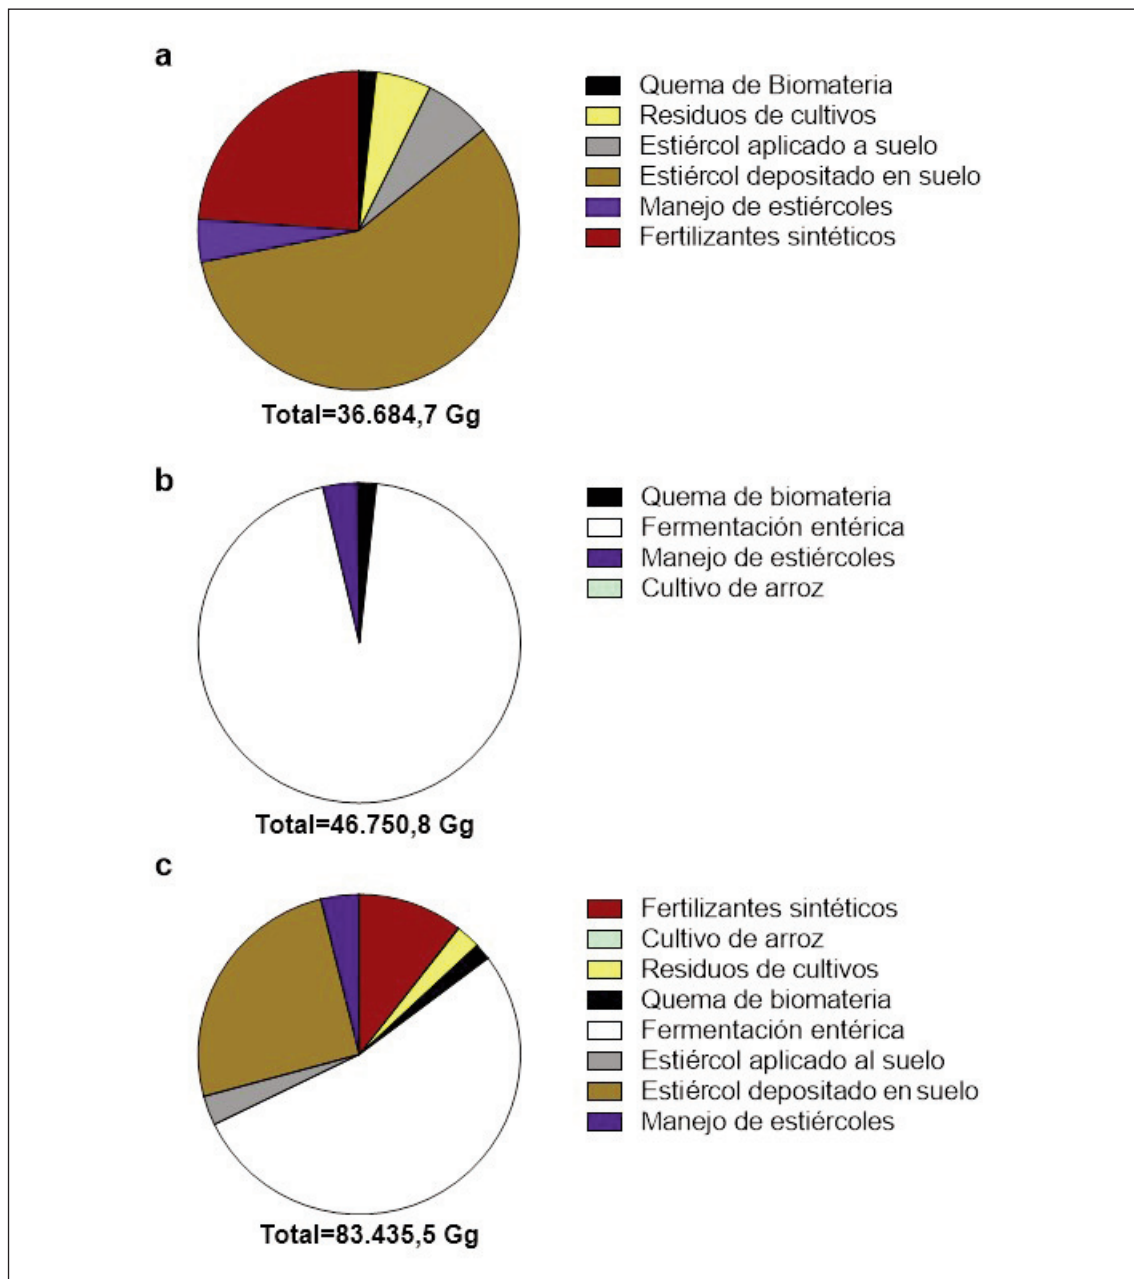 a
Quema de Biomateria
Residuos de cultivos
Estiércol aplicado a suelo
Estiércol depositado en suelo
Manejo de estiércoles
Fertilizantes sintéticos
Total=36.684,7 Gg
b
Quema de biomateria
Fermentación entérica
Manejo de estiércoles
Cultivo de arroz
Total=46.750,8 Gg
c
Fertilizantes sintéticos
Cultivo de arroz
Residuos de cultivos
Quema de biomateria
Fermentación entérica
Estiércol aplicado al suelo
Estiércol depositado en suelo
Manejo de estiércoles
Total=83.435,5 Gg